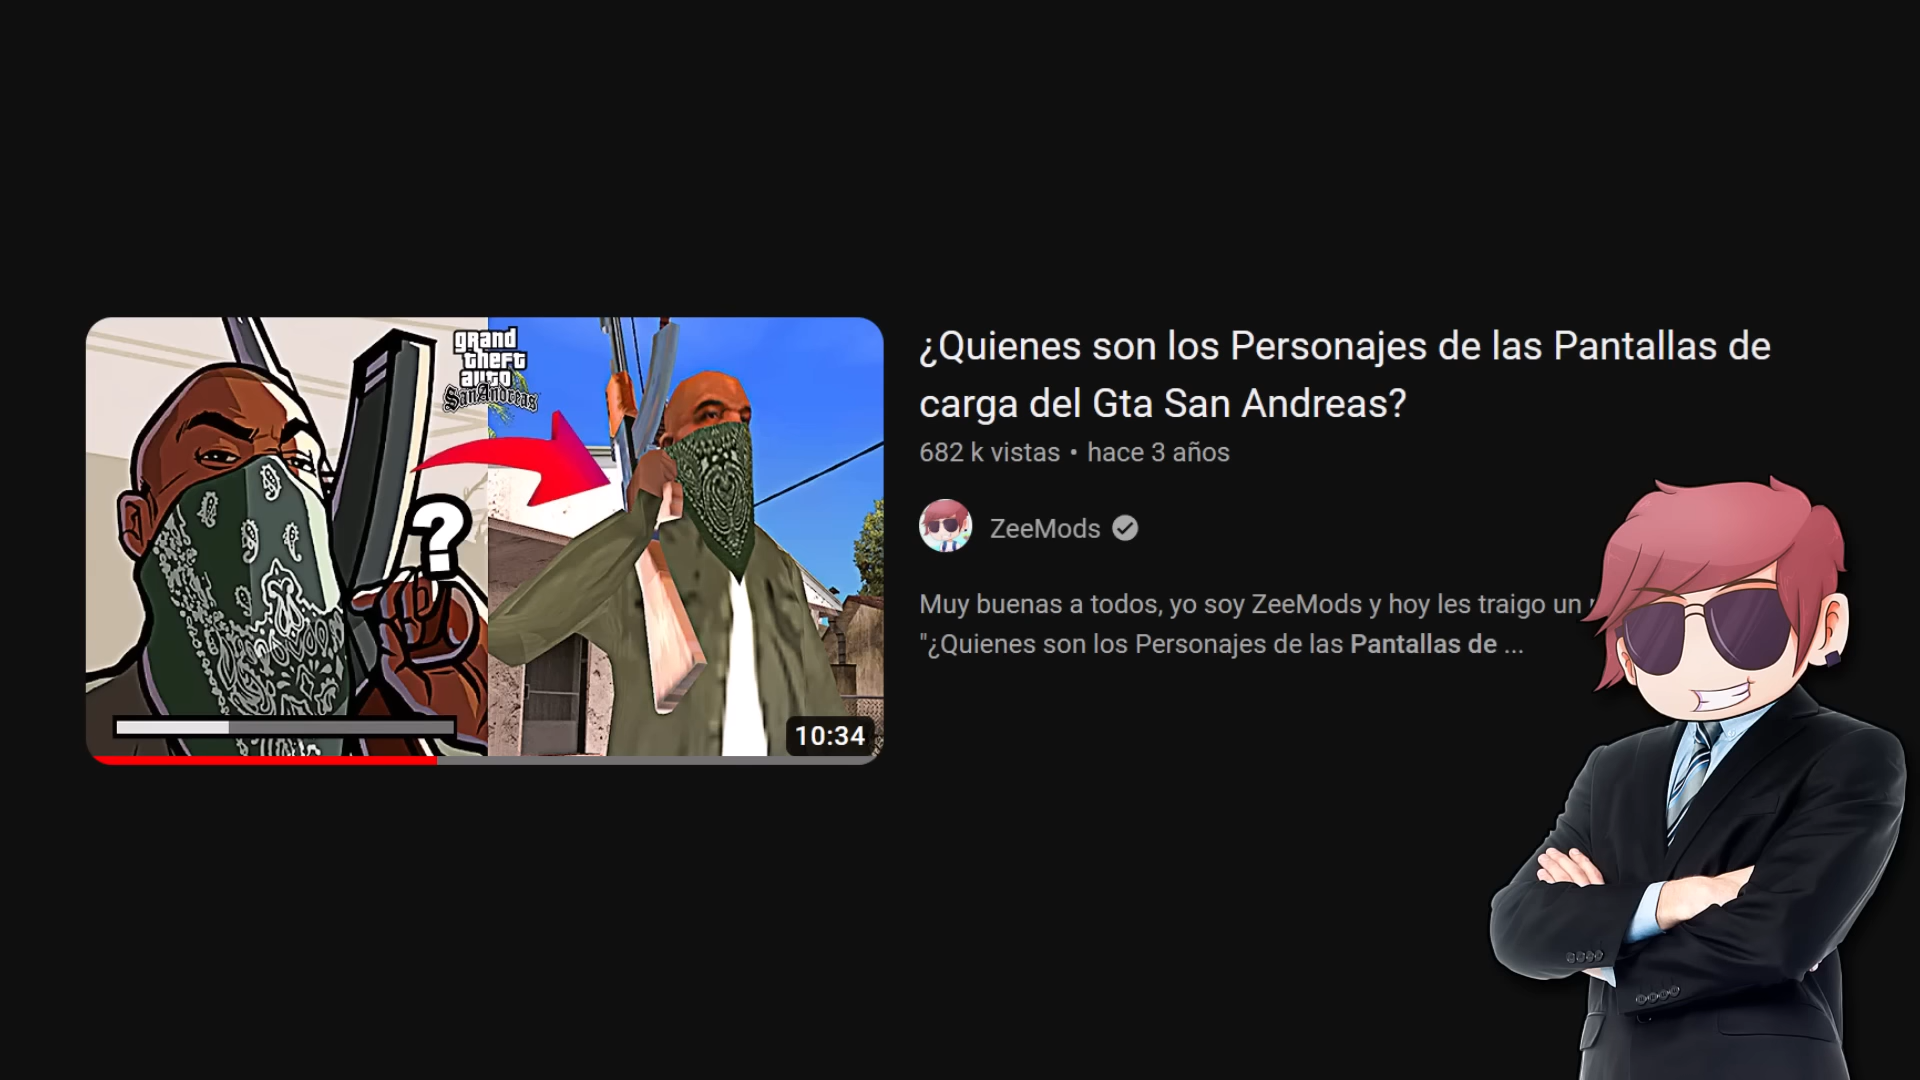 grand
theft
auto
San Andreas
?
10:34
¿Quienes son los Personajes de las Pantallas de
carga del Gta San Andreas?
682 k vistas • hace 3 años
ZeeMods
Muy buenas a todos, yo soy ZeeMods y hoy les traigo un
"¿Quienes son los Personajes de las Pantallas de ...